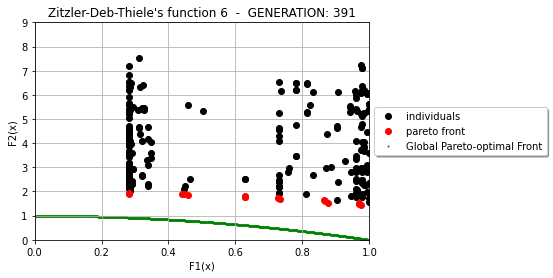 Zitzler-Deb-Thiele's function 6 - GENERATION: 391
9
8
7
6
5
4
3
2
1
0
F2(x)
0.0 0.2 0.4 0.6 0.8 1.0
F1(x)
individuals
pareto front
Global Pareto-optimal Front